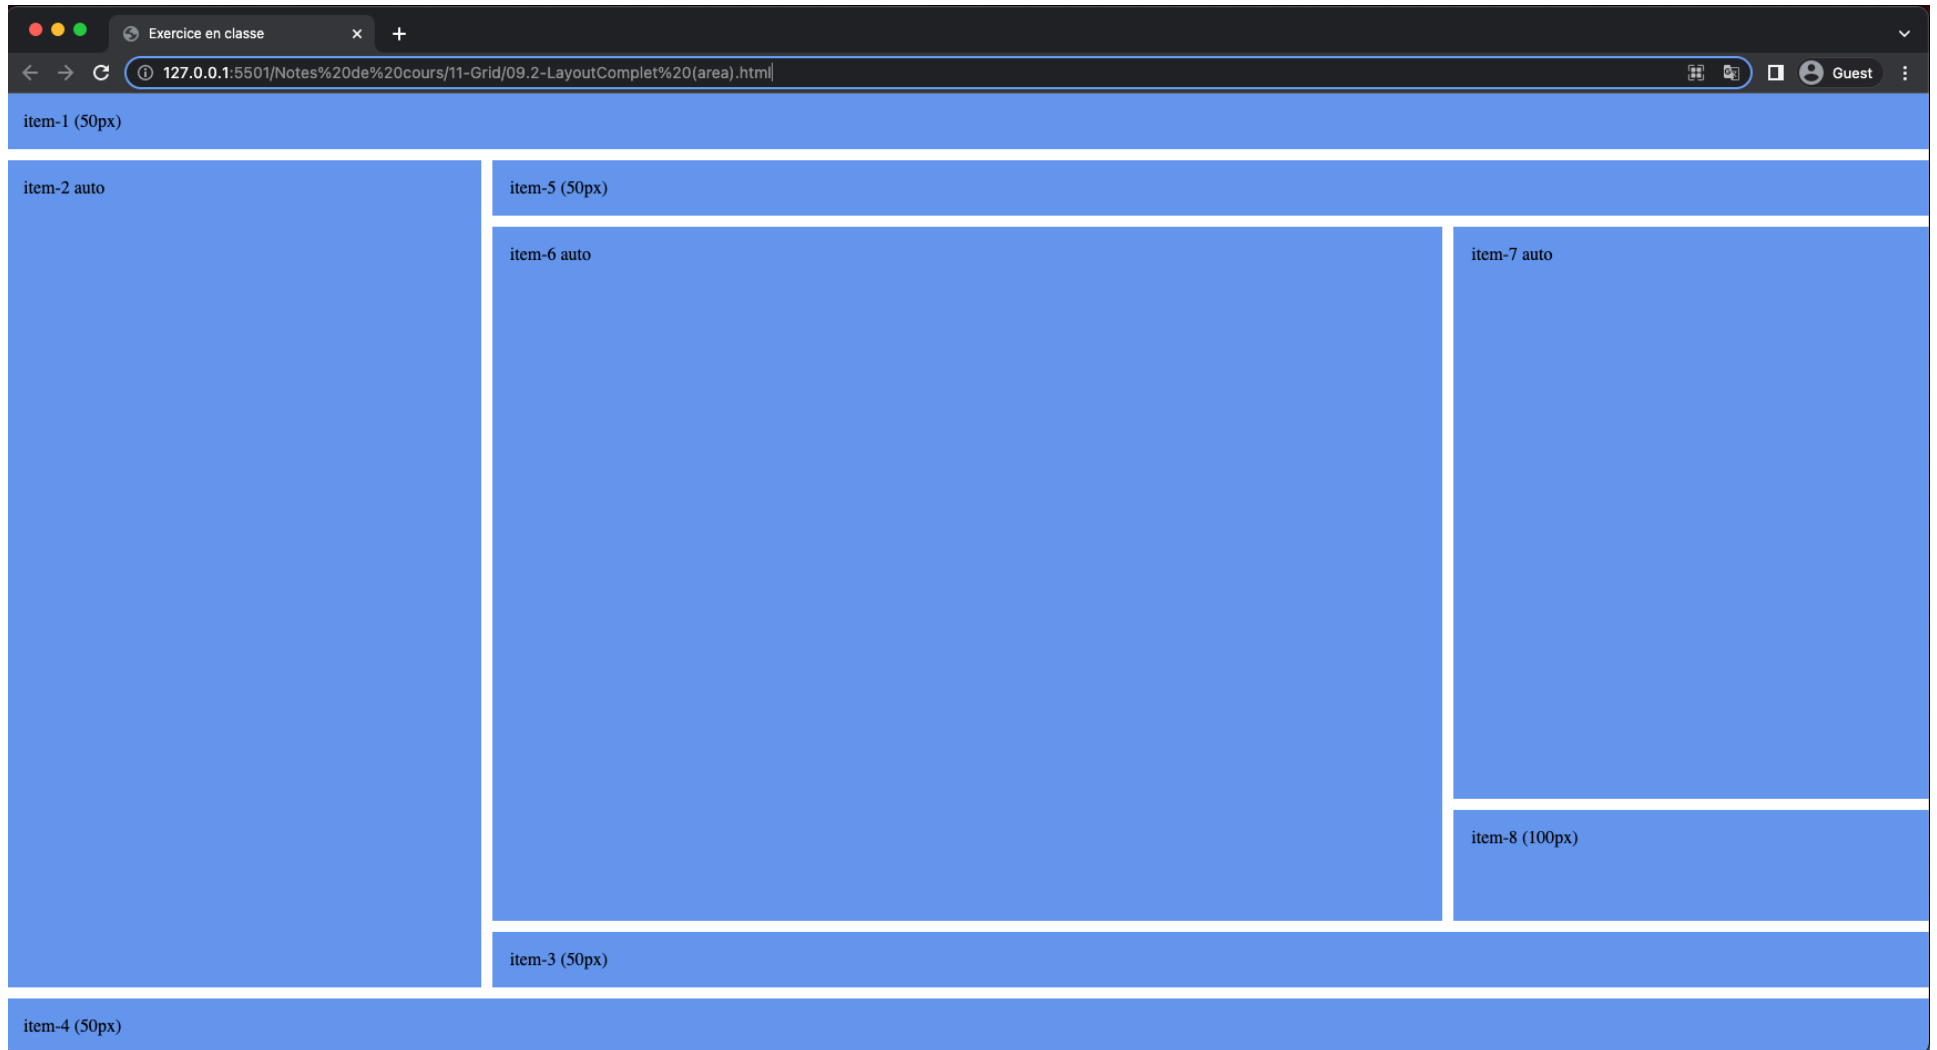 Exercice en classe
127.0.0.1:5501/Notes%20de%20cours/11-Grid/09.2-LayoutComplet%20(area).html
Guest
item-1 (50px)
item-2 auto
item-5 (50px)
item-6 auto
item-7 auto
item-8 (100px)
item-3 (50px)
item-4 (50px)